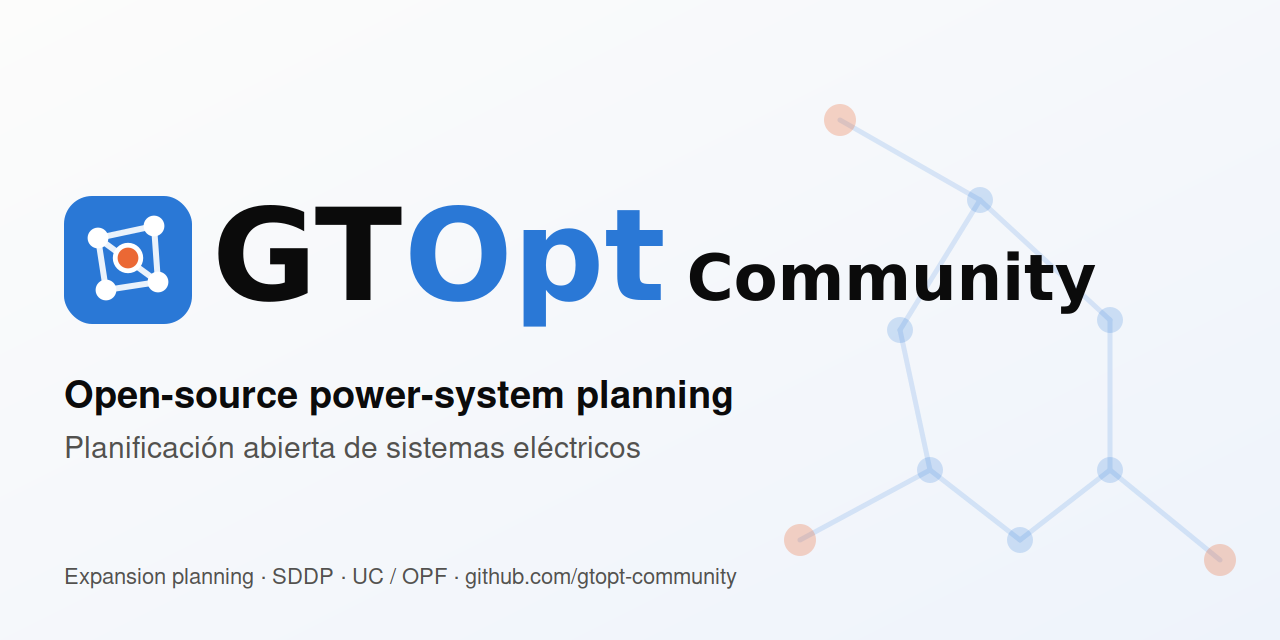 GTOpt Community
Open-source power-system planning
Planificación abierta de sistemas eléctricos
Expansion planning · SDDP · UC / OPF · github.com/gtopt-community